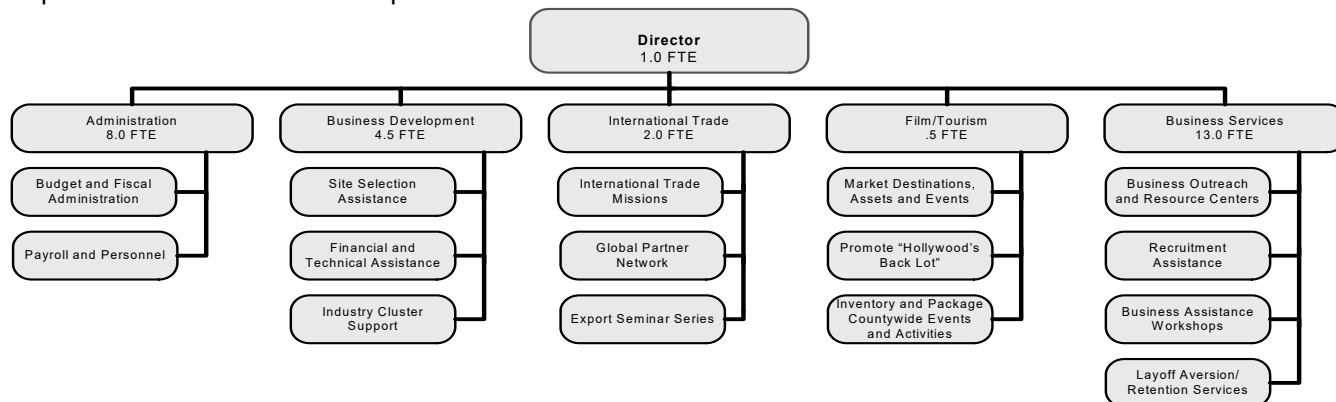 Director
1.0 FTE
Administration
8.0 FTE
Budget and Fiscal
Administration
Payroll and Personnel
Business Development
4.5 FTE
Site Selection
Assistance
Financial and
Technical Assistance
Industry Cluster
Support
International Trade
2.0 FTE
International Trade
Missions
Global Partner
Network
Export Seminar Series
Film/Tourism
.5 FTE
Market Destinations,
Assets and Events
Promote “Hollywood’s
Back Lot”
Inventory and Package
Countywide Events
and Activities
Business Services
13.0 FTE
Business Outreach
and Resource Centers
Recruitment
Assistance
Business Assistance
Workshops
Layoff Aversion/
Retention Services